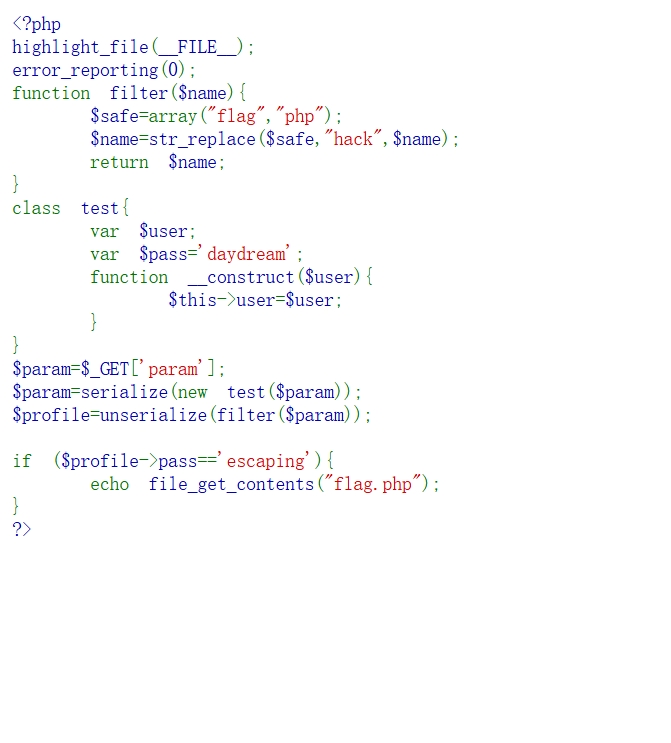 <?php
highlight_file(__FILE__);
error_reporting(0);
function filter($name){
        $safe=array("flag","php");
        $name=str_replace($safe,"hack",$name);
        return $name;
}
class test{
        var $user;
        var $pass='daydream';
        function __construct($user){
                $this->user=$user;
        }
}
$param=$_GET['param'];
$param=serialize(new test($param));
$profile=unserialize(filter($param));

if ($profile->pass=='escaping'){
        echo file_get_contents("flag.php");
}
?>